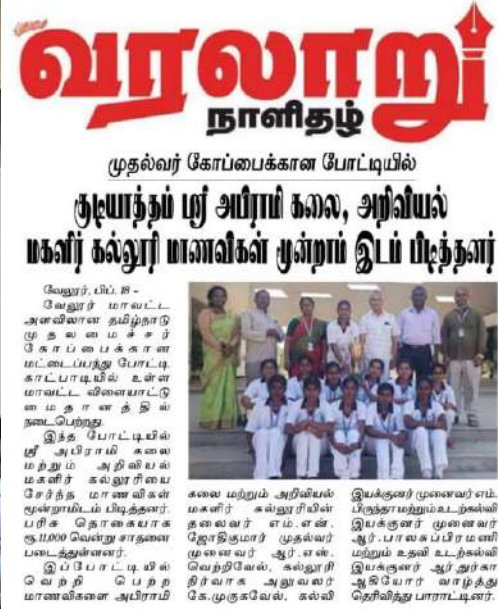 புதிய
வரலாறு
நாளிதழ்
முதல்வர் கோப்பைக்கான போட்டியில்
குடியாத்தம் ஸ்ரீ அபிராமி கலை, அறிவியல்
மகளிர் கல்லூரி மாணவிகள் மூன்றாம் இடம் பிடித்தனர்
வேலூர், பிப். 18 -
வேலூர் மாவட்ட
அளவிலான தமிழ்நாடு
முதலமைச்சர்
கோப்பைக்கான
மட்டைப்பந்து போட்டி
காட்பாடியில் உள்ள
மாவட்ட விளையாட்டு
மைதானத்தில்
நடைபெற்றது.
இந்த போட்டியில்
ஸ்ரீ அபிராமி கலை
மற்றும் அறிவியல்
மகளிர் கல்லூரியை
சேர்ந்த மாணவிகள்
மூன்றாமிடம் பிடித்தனர்.
பரிசு தொகையாக
ரூ.11,000 வென்று சாதனை
படைத்துள்ளனர்.
இப்போட்டியில்
வெற்றி பெற்ற
மாணவிகளை அபிராமி
கலை மற்றும் அறிவியல்
மகளிர் கல்லூரியின்
தலைவர் எம்.என்.
ஜோதிகுமார் முதல்வர்
முனைவர் ஆர்.எஸ்.
வெற்றிவேல், கல்லூரி
நிர்வாக அலுவலர்
கே.முருகவேல், கல்வி
இயக்குனர் முனைவர் எம்.
பிருந்தா மற்றும் உடற்கல்வி
இயக்குனர் முனைவர்
ஆர்.பாலசுப்பிரமணி
மற்றும் உதவி உடற்கல்வி
இயக்குனர் ஆர்.துர்கா
ஆகியோர் வாழ்த்து
தெரிவித்து பாராட்டினர்.